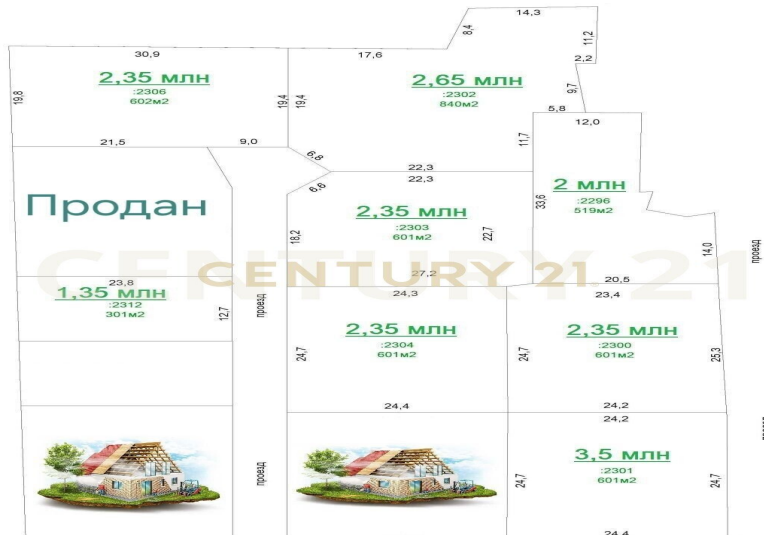 14,3
8,4
11,2
30,9
17,6
2,2
2,35 млн
:2306
602м2
2,65 млн
:2302
840м2
9,7
19,8
19,4
19,4
5,8
12,0
21,5
9,0
6,8
11,7
22,3
22,3
6,6
Продан
2,35 млн
:2303
601м2
18,2
22,7
33,6
2 млн
:2296
519м2
14,0
проезд
CENTURY 21
CENTURY 21.
23,8
1,35 млн
:2312
301м2
12,7
проезд
27,2
24,3
20,5
23,4
2,35 млн
:2304
601м2
24,7
2,35 млн
:2300
601м2
24,7
25,3
24,4
24,2
24,2
3,5 млн
:2301
601м2
24,7
24,7
проезд
24,4
24,4